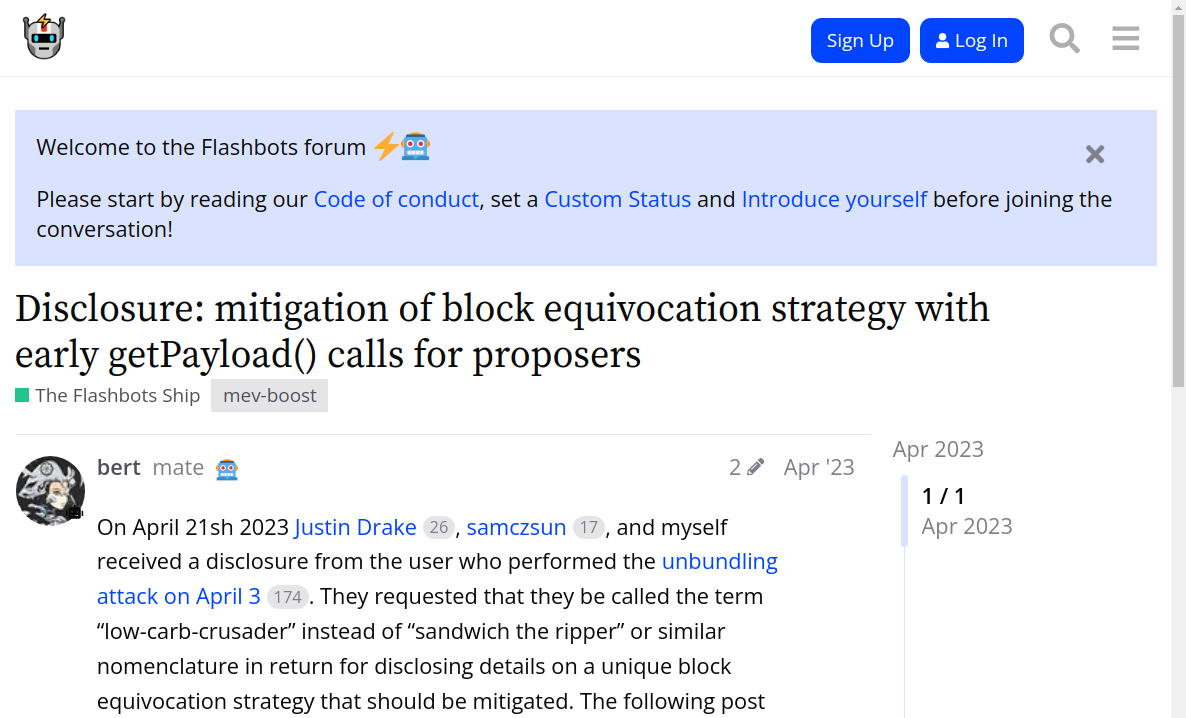 Sign Up
Log In
Welcome to the Flashbots forum
Please start by reading our Code of conduct, set a Custom Status and Introduce yourself before joining the
conversation!
Disclosure: mitigation of block equivocation strategy with
early getPayload() calls for proposers
The Flashbots Ship mev-boost
bert mate 2 Apr '23
Apr 2023
1 / 1
Apr 2023
On April 21sh 2023 Justin Drake 26, samczsun 17, and myself
received a disclosure from the user who performed the unbundling
attack on April 3 174. They requested that they be called the term
“low-carb-crusader” instead of “sandwich the ripper” or similar
nomenclature in return for disclosing details on a unique block
equivocation strategy that should be mitigated. The following post